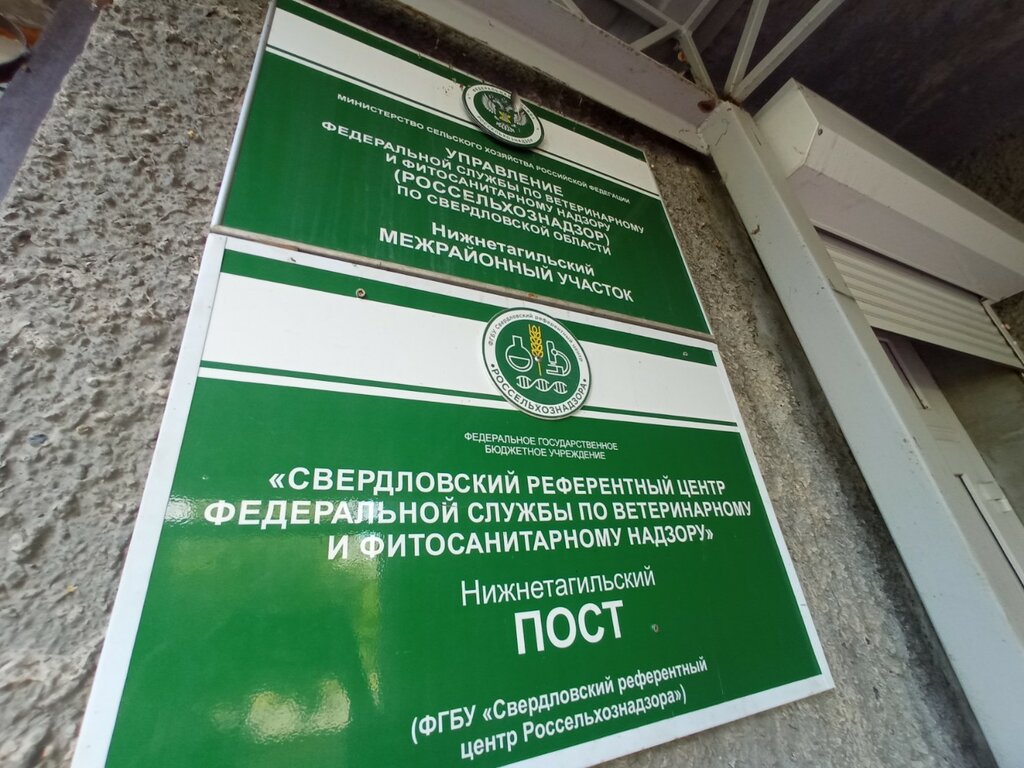 МИНИСТЕРСТВО СЕЛЬСКОГО ХОЗЯЙСТВА РОССИЙСКОЙ ФЕДЕРАЦИИ
УПРАВЛЕНИЕ
ФЕДЕРАЛЬНОЙ СЛУЖБЫ ПО ВЕТЕРИНАРНОМУ
И ФИТОСАНИТАРНОМУ НАДЗОРУ
(РОССЕЛЬХОЗНАДЗОР)
ПО СВЕРДЛОВСКОЙ ОБЛАСТИ
Нижнетагильский
МЕЖРАЙОННЫЙ УЧАСТОК
ФГБУ Свердловский референтный центр
•РОССЕЛЬХОЗНАДЗОРА•
ФЕДЕРАЛЬНОЕ ГОСУДАРСТВЕННОЕ
БЮДЖЕТНОЕ УЧРЕЖДЕНИЕ
«СВЕРДЛОВСКИЙ РЕФЕРЕНТНЫЙ ЦЕНТР
ФЕДЕРАЛЬНОЙ СЛУЖБЫ ПО ВЕТЕРИНАРНОМУ
И ФИТОСАНИТАРНОМУ НАДЗОРУ»
Нижнетагильский
ПОСТ
(ФГБУ «Свердловский референтный
центр Россельхознадзора»)